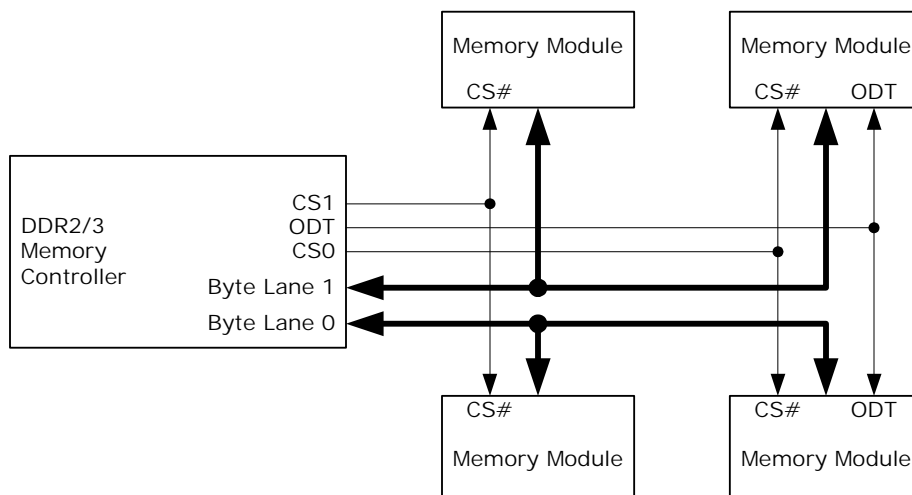 Memory Module
Memory Module
CS#
CS#
ODT
DDR2/3
Memory
Controller
CS1
ODT
CS0
Byte Lane 1
Byte Lane 0
CS#
CS#
ODT
Memory Module
Memory Module